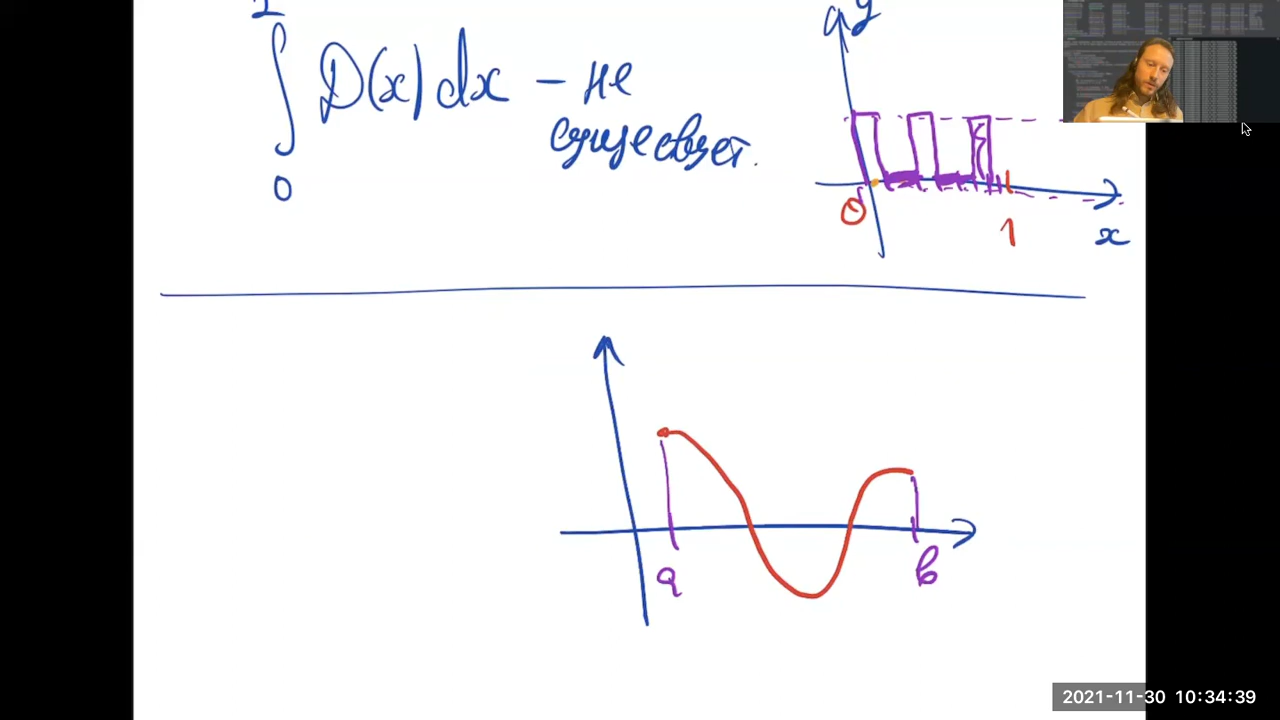 1
∫ D(x) dx – не
существует.
0
y
0
1
x
a
b
2021-11-30 10:34:39